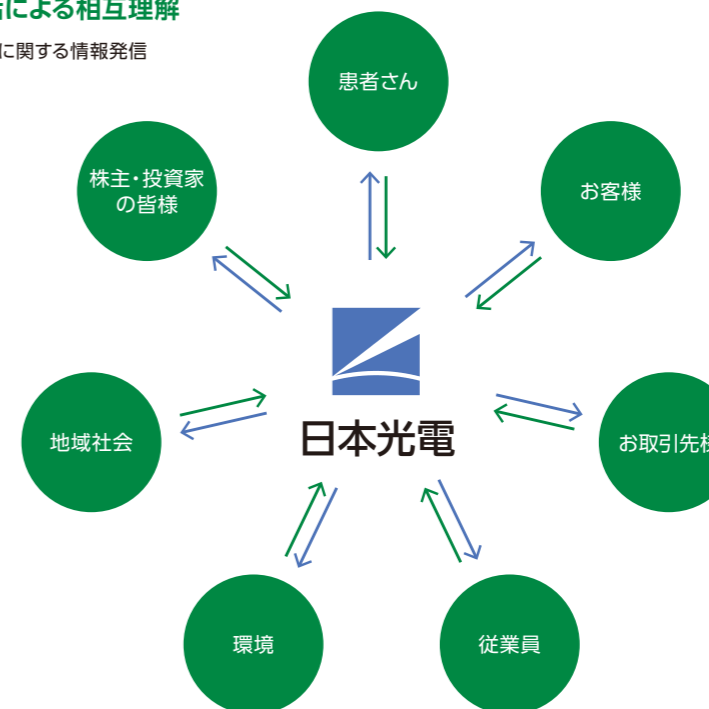 による相互理解
に関する情報発信
患者さん
株主・投資家
の皆様
お客様
日本光電
地域社会
お取引先様
環境
従業員